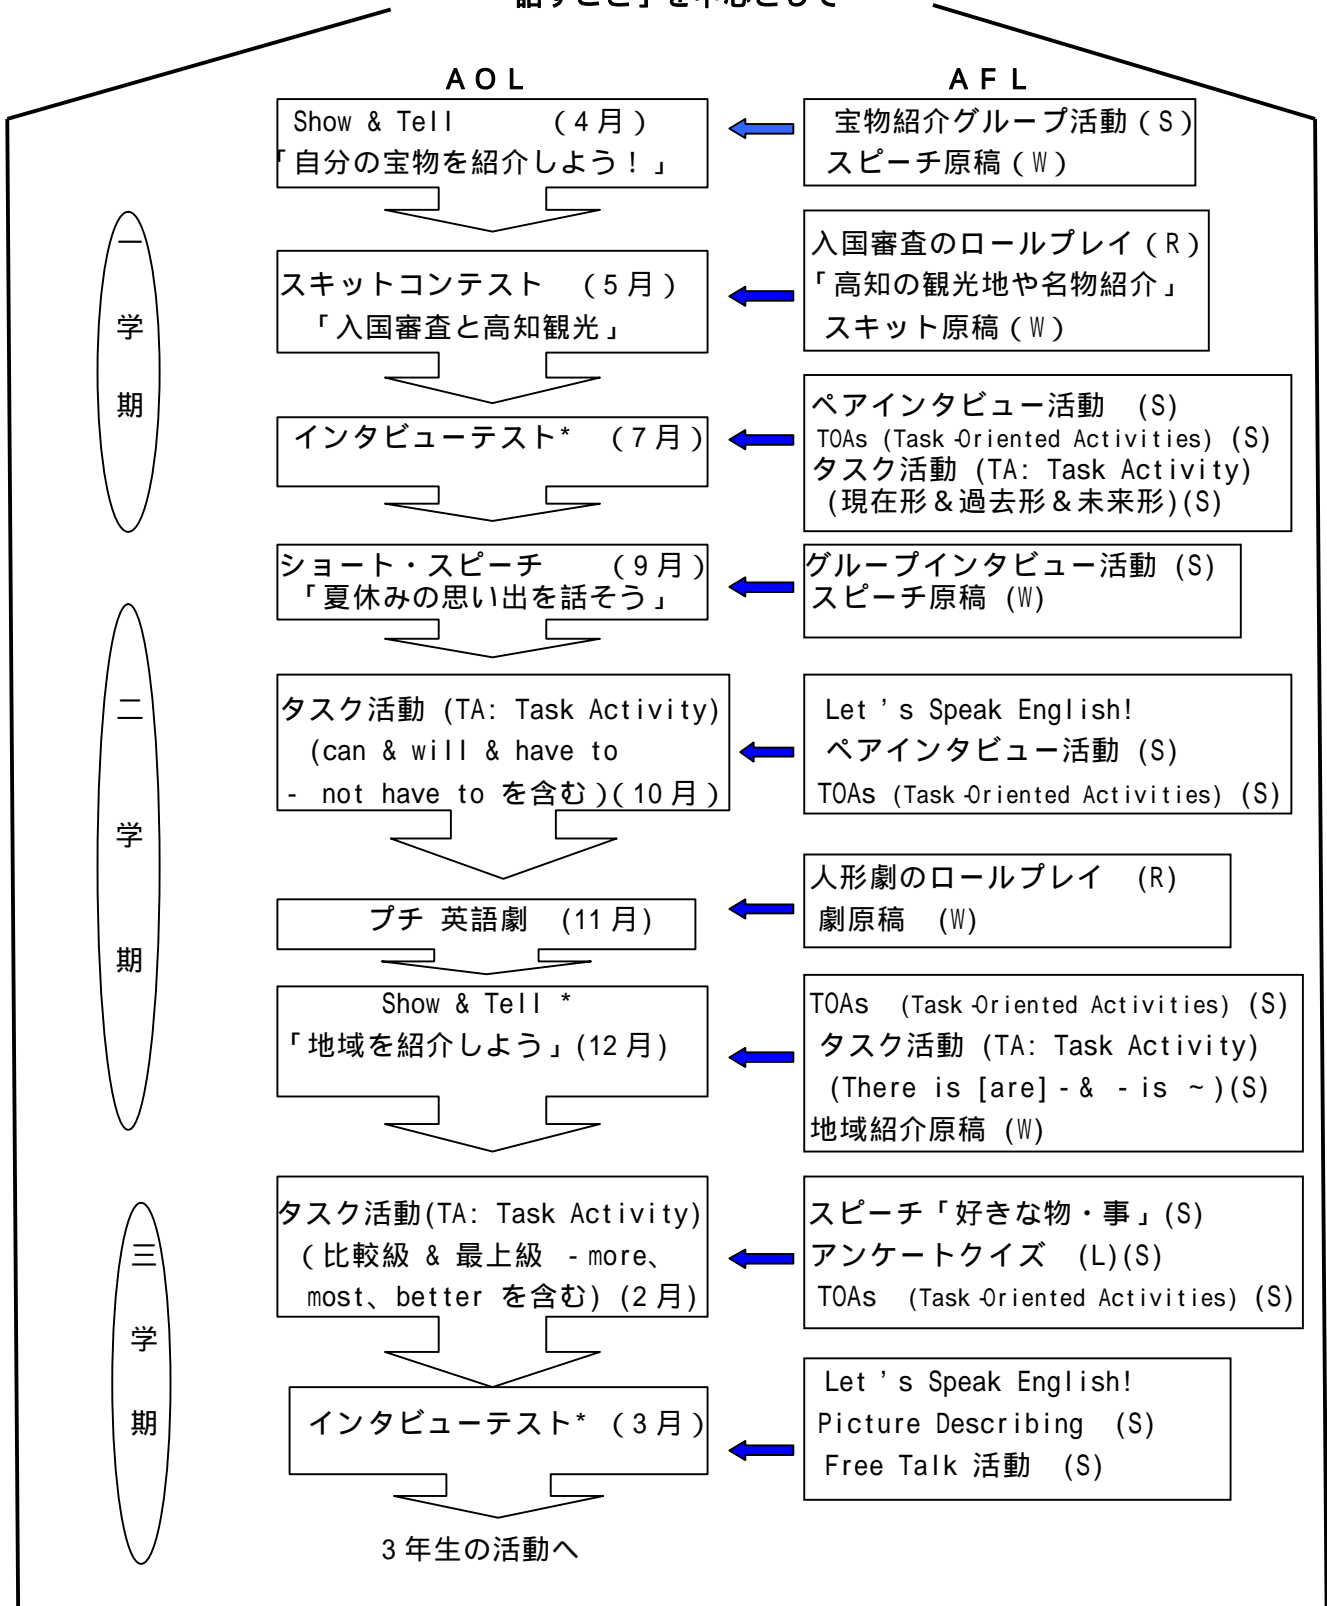 話すこと」を中心として
AOL
AFL
Show & Tell （4月）
「自分の宝物を紹介しよう！」
宝物紹介グループ活動（S）
スピーチ原稿（W）
一学期
スキットコンテスト （5月）
「入国審査と高知観光」
入国審査のロールプレイ（R）
「高知の観光地や名物紹介」
スキット原稿（W）
インタビューテスト* （7月）
ペアインタビュー活動 (S)
TOAs (Task-Oriented Activities) (S)
タスク活動 (TA: Task Activity)
(現在形＆過去形＆未来形)(S)
二学期
ショート・スピーチ （9月）
「夏休みの思い出を話そう」
グループインタビュー活動 (S)
スピーチ原稿 (W)
タスク活動 (TA: Task Activity)
(can & will & have to
- not have to を含む)(10月)
Let's Speak English!
ペアインタビュー活動 (S)
TOAs (Task-Oriented Activities) (S)
プチ 英語劇 (11月)
人形劇のロールプレイ (R)
劇原稿 (W)
Show & Tell *
「地域を紹介しよう」(12月)
TOAs (Task-Oriented Activities) (S)
タスク活動 (TA: Task Activity)
(There is [are] - & - is ~)(S)
地域紹介原稿 (W)
三学期
タスク活動(TA: Task Activity)
（比較級 & 最上級 - more、
most、better を含む) (2月)
スピーチ「好きな物・事」(S)
アンケートクイズ (L)(S)
TOAs (Task-Oriented Activities) (S)
インタビューテスト* （3月）
Let's Speak English!
Picture Describing (S)
Free Talk 活動 (S)
3年生の活動へ